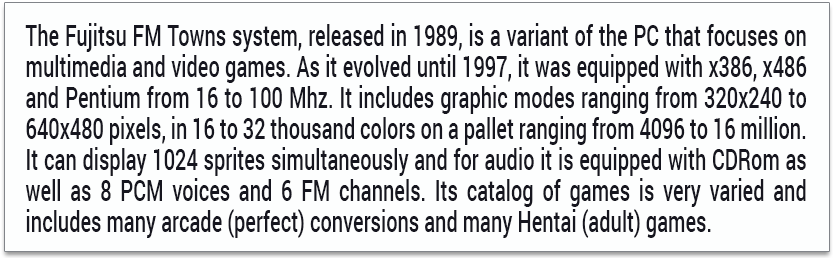 The Fujitsu FM Towns system, released in 1989, is a variant of the PC that focuses on
multimedia and video games. As it evolved until 1997, it was equipped with x386, x486
and Pentium from 16 to 100 Mhz. It includes graphic modes ranging from 320x240 to
640x480 pixels, in 16 to 32 thousand colors on a pallet ranging from 4096 to 16 million.
It can display 1024 sprites simultaneously and for audio it is equipped with CDRom as
well as 8 PCM voices and 6 FM channels. Its catalog of games is very varied and
includes many arcade (perfect) conversions and many Hentai (adult) games.